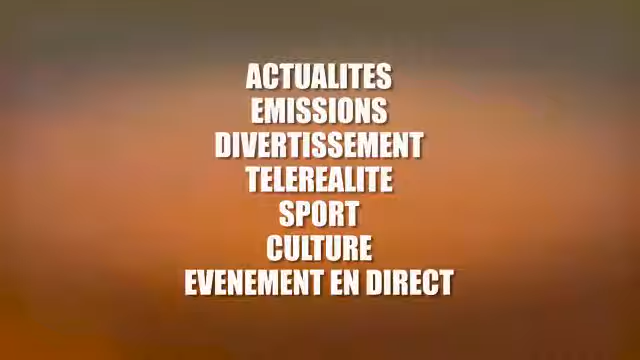 ACTUALITES
EMISSIONS
DIVERTISSEMENT
TELEREALITE
SPORT
CULTURE
EVENEMENT EN DIRECT